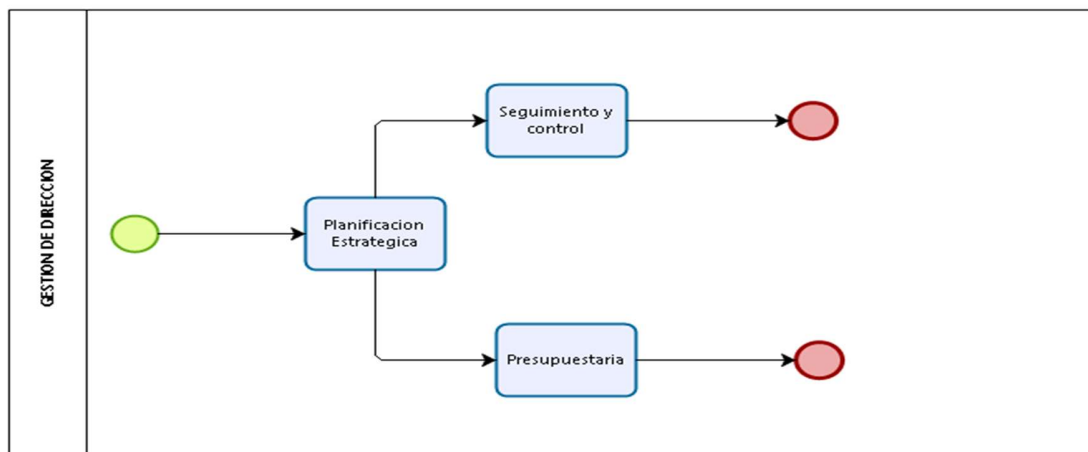 GESTION DE DIRECCION
Seguimiento y
control
Planificacion
Estrategica
Presupuestaria